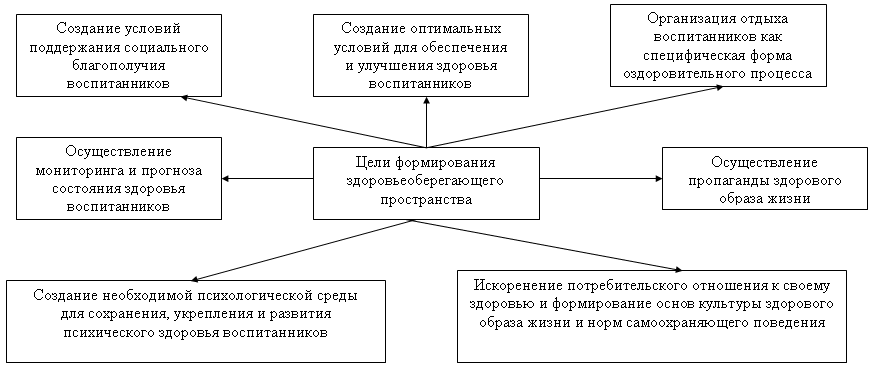 Создание условий
поддержания социального
благополучия
воспитанников
Создание оптимальных
условий для обеспечения
и улучшения здоровья
воспитанников
Организация отдыха
воспитанников как
специфическая форма
оздоровительного процесса
Осуществление
мониторинга и прогноза
состояния здоровья
воспитанников
Цели формирования
здоровьеоберегающего
пространства
Осуществление
пропаганды здорового
образа жизни
Создание необходимой психологической среды
для сохранения, укрепления и развития
психического здоровья воспитанников
Искоренение потребительского отношения к своему
здоровью и формирование основ культуры здорового
образа жизни и норм самоохраняющего поведения